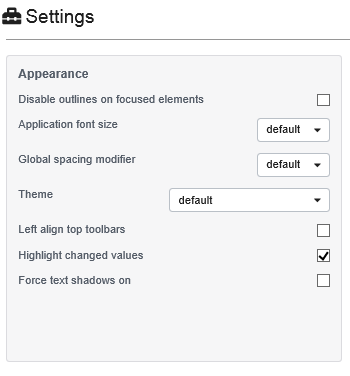 Settings
Appearance
Disable outlines on focused elements
Application font size default
Global spacing modifier default
Theme default
Left align top toolbars
Highlight changed values
Force text shadows on